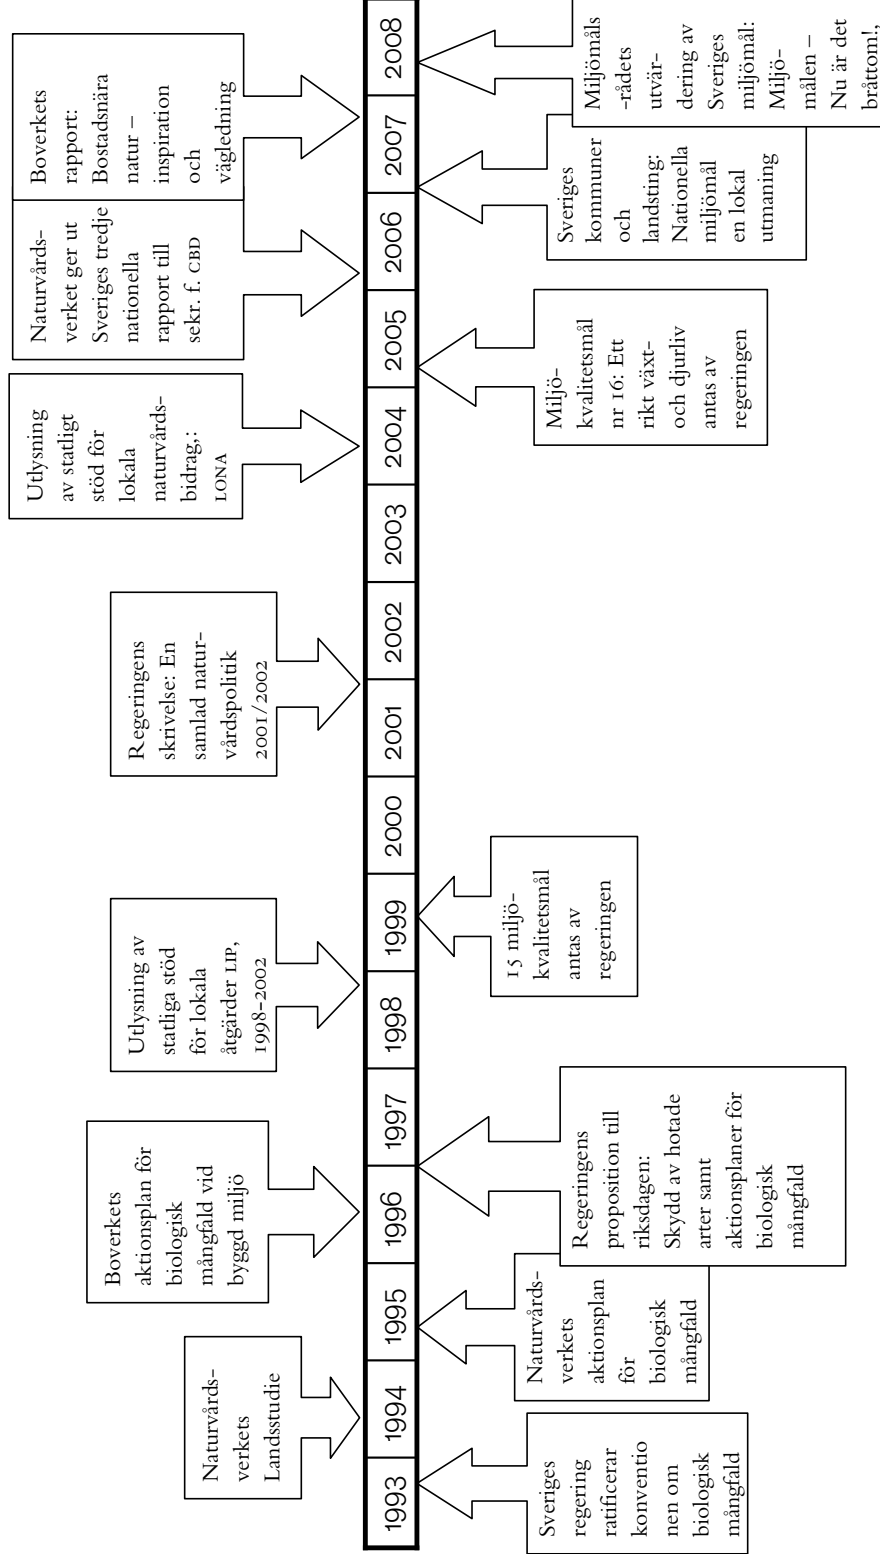 Naturvårds-
verkets
Landsstudie
Boverkets
aktionsplan för
biologisk
mångfald vid
byggd miljö
Utlysning av
statliga stöd
för lokala
åtgärder LIP,
1998-2002
Regeringens
skrivelse: En
samlad natur-
vårdspolitik
2001/2002
Utlysning
av statligt
stöd för
lokala
naturvårds-
bidrag,:
LONA
Naturvårds-
verket ger ut
Sveriges tredje
nationella
rapport till
sekr. f. CBD
Boverkets
rapport:
Bostadsnära
natur –
inspiration
och
vägledning
1993 1994 1995 1996 1997 1998 1999 2000 2001 2002 2003 2004 2005 2006 2007 2008
Sveriges
regering
ratificerar
konventio
nen om
biologisk
mångfald
Naturvårds-
verkets
aktionsplan
för
biologisk
mångfald
Regeringens
proposition till
riksdagen:
Skydd av hotade
arter samt
aktionsplaner för
biologisk
mångfald
15 miljö-
kvalitetsmål
antas av
regeringen
Miljö-
kvalitetsmål
nr 16: Ett
rikt växt-
och djurliv
antas av
regeringen
Sveriges
kommuner
och
landsting:
Nationella
miljömål
en lokal
utmaning
Miljömåls
-rådets
utvär-
dering av
Sveriges
miljömål:
Miljö-
målen –
Nu är det
bråttom!,